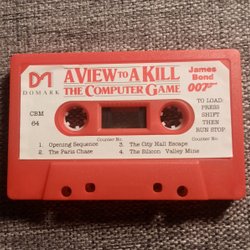 A VIEW TO A KILL
THE COMPUTER GAME
James
Bond
007
DOMARK
CBM
64
TO LOAD:
PRESS
SHIFT
THEN
RUN STOP.
Counter No.
Counter No.
1. Opening Sequence
2. The Paris Chase
3. The City Hall Escape
4. The Silicon Valley Mine